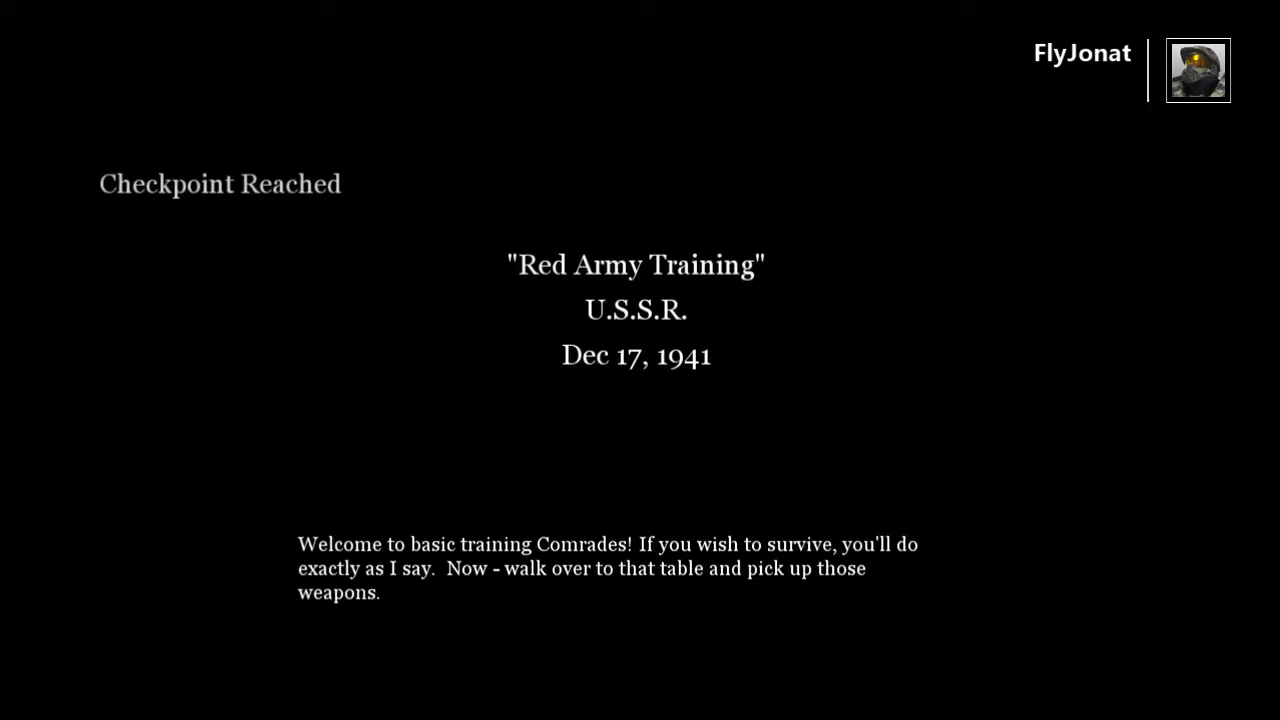 FlyJonat
Checkpoint Reached
"Red Army Training"
U.S.S.R.
Dec 17, 1941
Welcome to basic training Comrades! If you wish to survive, you'll do
exactly as I say.  Now - walk over to that table and pick up those
weapons.